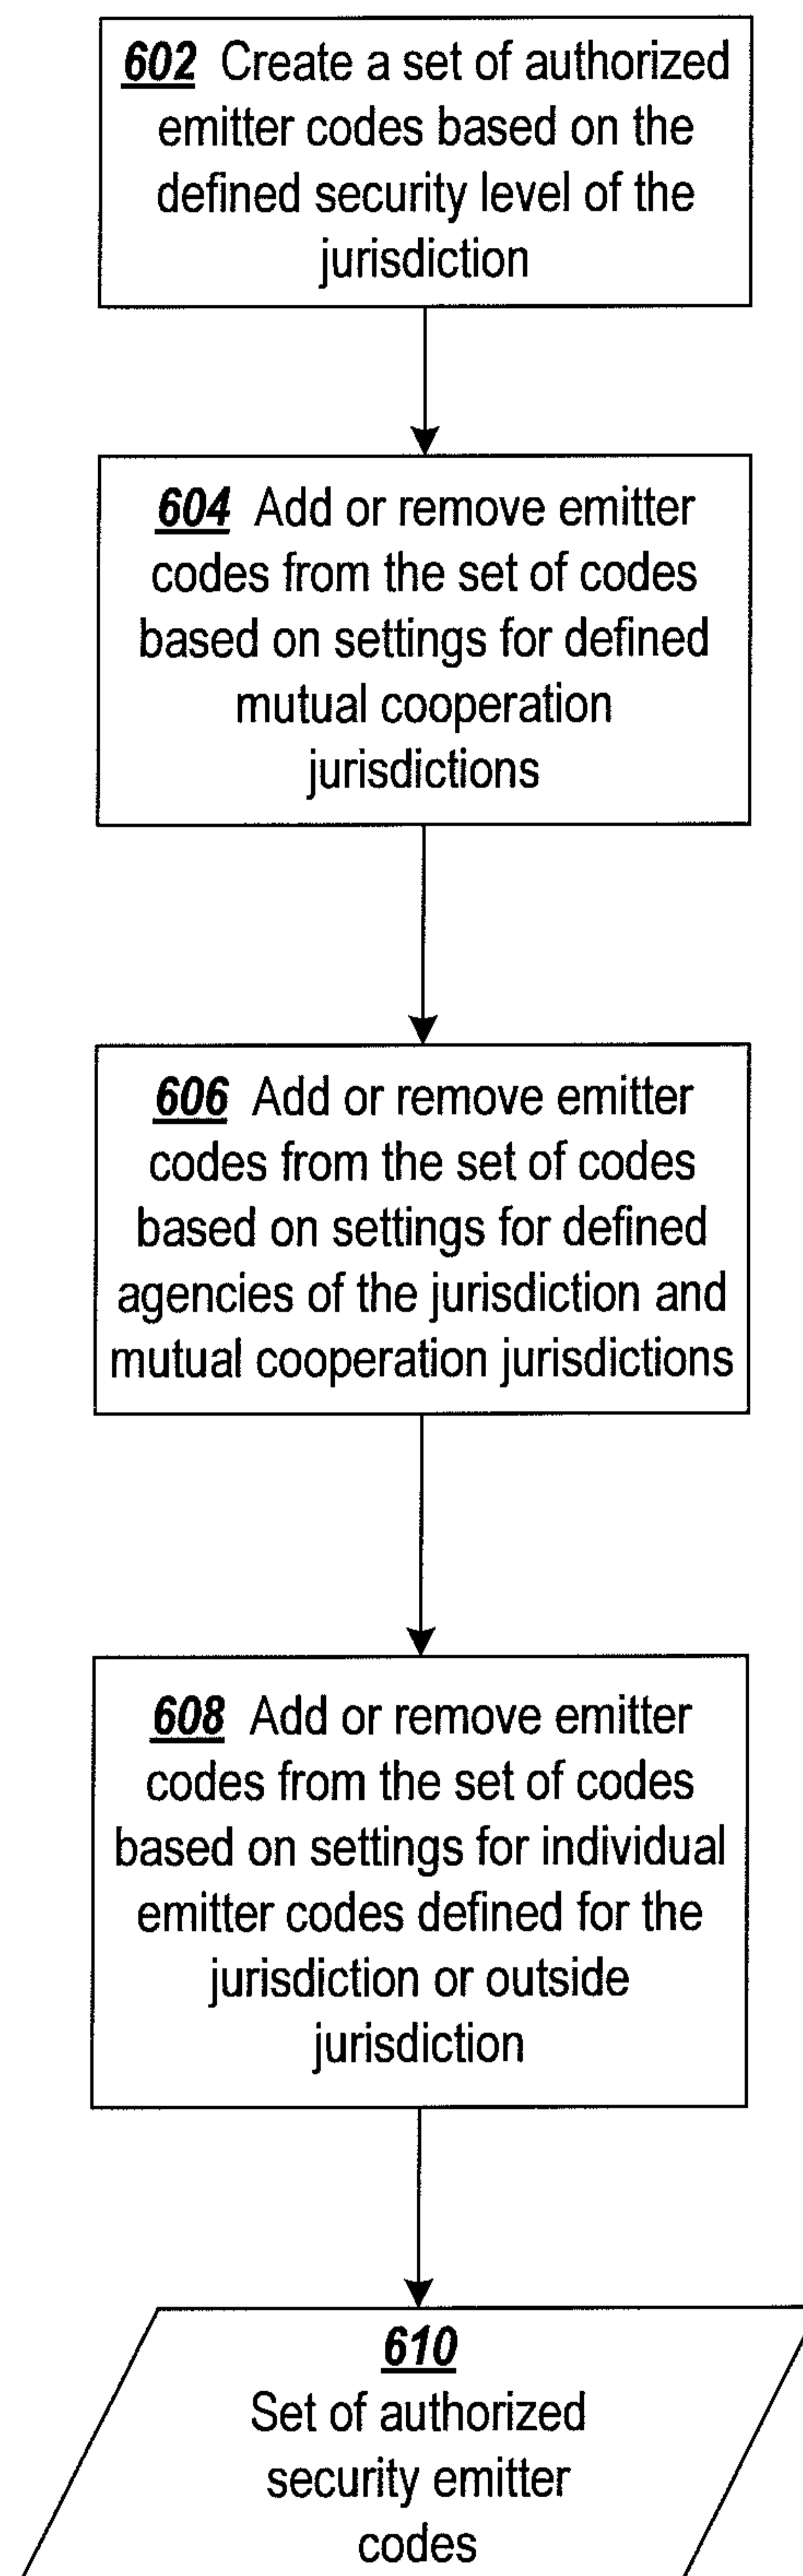 602 Create a set of authorized
emitter codes based on the
defined security level of the
jurisdiction
604 Add or remove emitter
codes from the set of codes
based on settings for defined
mutual cooperation
jurisdictions
606 Add or remove emitter
codes from the set of codes
based on settings for defined
agencies of the jurisdiction and
mutual cooperation jurisdictions
608 Add or remove emitter
codes from the set of codes
based on settings for individual
emitter codes defined for the
jurisdiction or outside
jurisdiction
610
Set of authorized
security emitter
codes